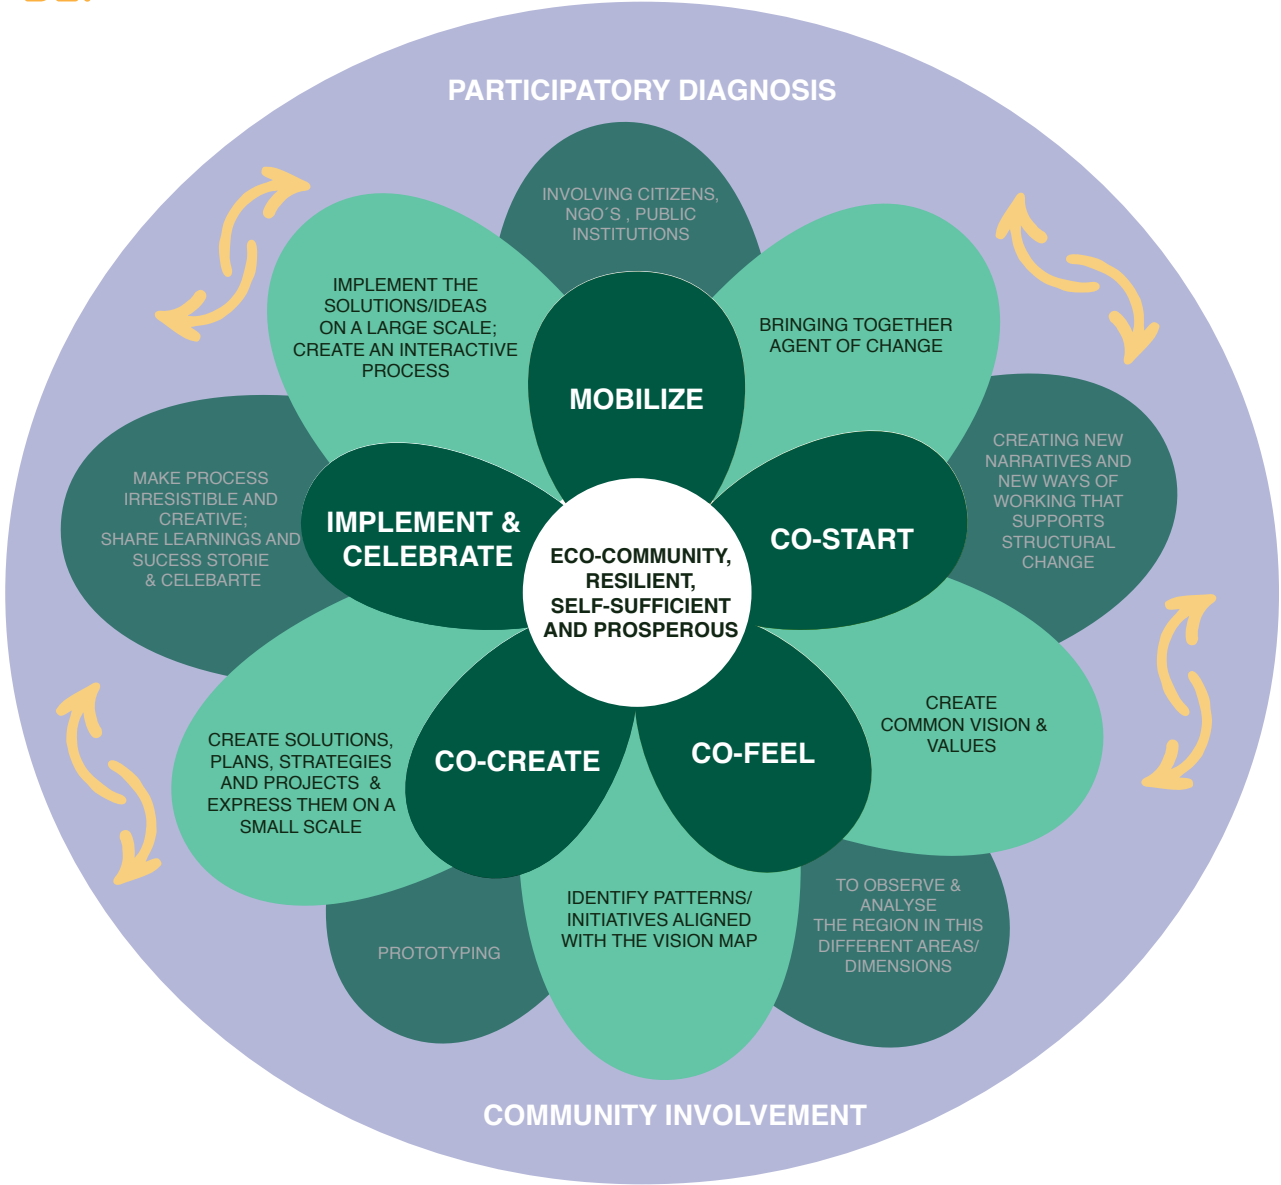 PARTICIPATORY DIAGNOSIS
INVOLVING CITIZENS,
NGO´S , PUBLIC
INSTITUTIONS
IMPLEMENT THE
SOLUTIONS/IDEAS
ON A LARGE SCALE;
CREATE AN INTERACTIVE
PROCESS
BRINGING TOGETHER
AGENT OF CHANGE
MOBILIZE
CREATING NEW
NARRATIVES AND
NEW WAYS OF
WORKING THAT
SUPPORTS
STRUCTURAL
CHANGE
MAKE PROCESS
IRRESISTIBLE AND
CREATIVE;
SHARE LEARNINGS AND
SUCESS STORIE
& CELEBARTE
IMPLEMENT &
CELEBRATE
CO-START
ECO-COMMUNITY,
RESILIENT,
SELF-SUFFICIENT
AND PROSPEROUS
CREATE
COMMON VISION &
VALUES
CREATE SOLUTIONS,
PLANS, STRATEGIES
AND PROJECTS &
EXPRESS THEM ON A
SMALL SCALE
CO-CREATE
CO-FEEL
IDENTIFY PATTERNS/
INITIATIVES ALIGNED
WITH THE VISION MAP
TO OBSERVE &
ANALYSE
THE REGION IN THIS
DIFFERENT AREAS/
DIMENSIONS
PROTOTYPING
COMMUNITY INVOLVEMENT